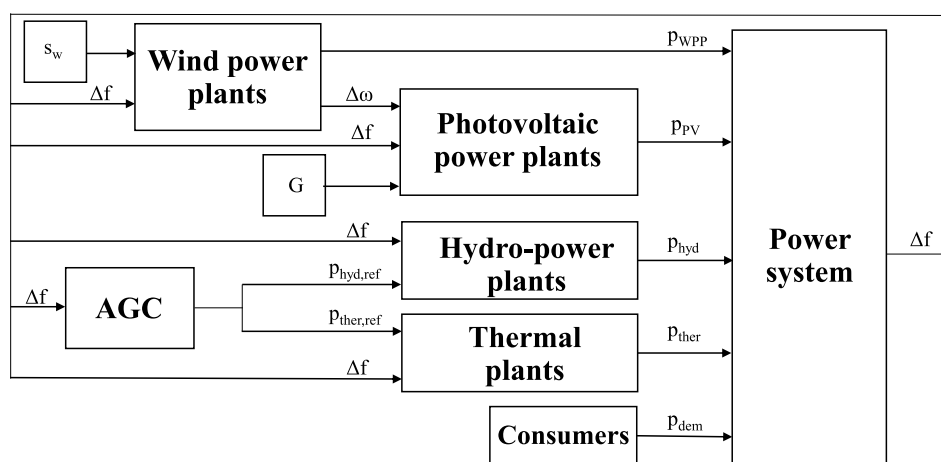 s_w
Wind power
plants
p_WPP
Δf
Δω
Δf
Photovoltaic
power plants
p_PV
G
Δf
Hydro-power
plants
p_hyd
Power
system
Δf
p_hyd,ref
Δf
AGC
p_ther,ref
Thermal
plants
p_ther
Δf
Consumers
p_dem